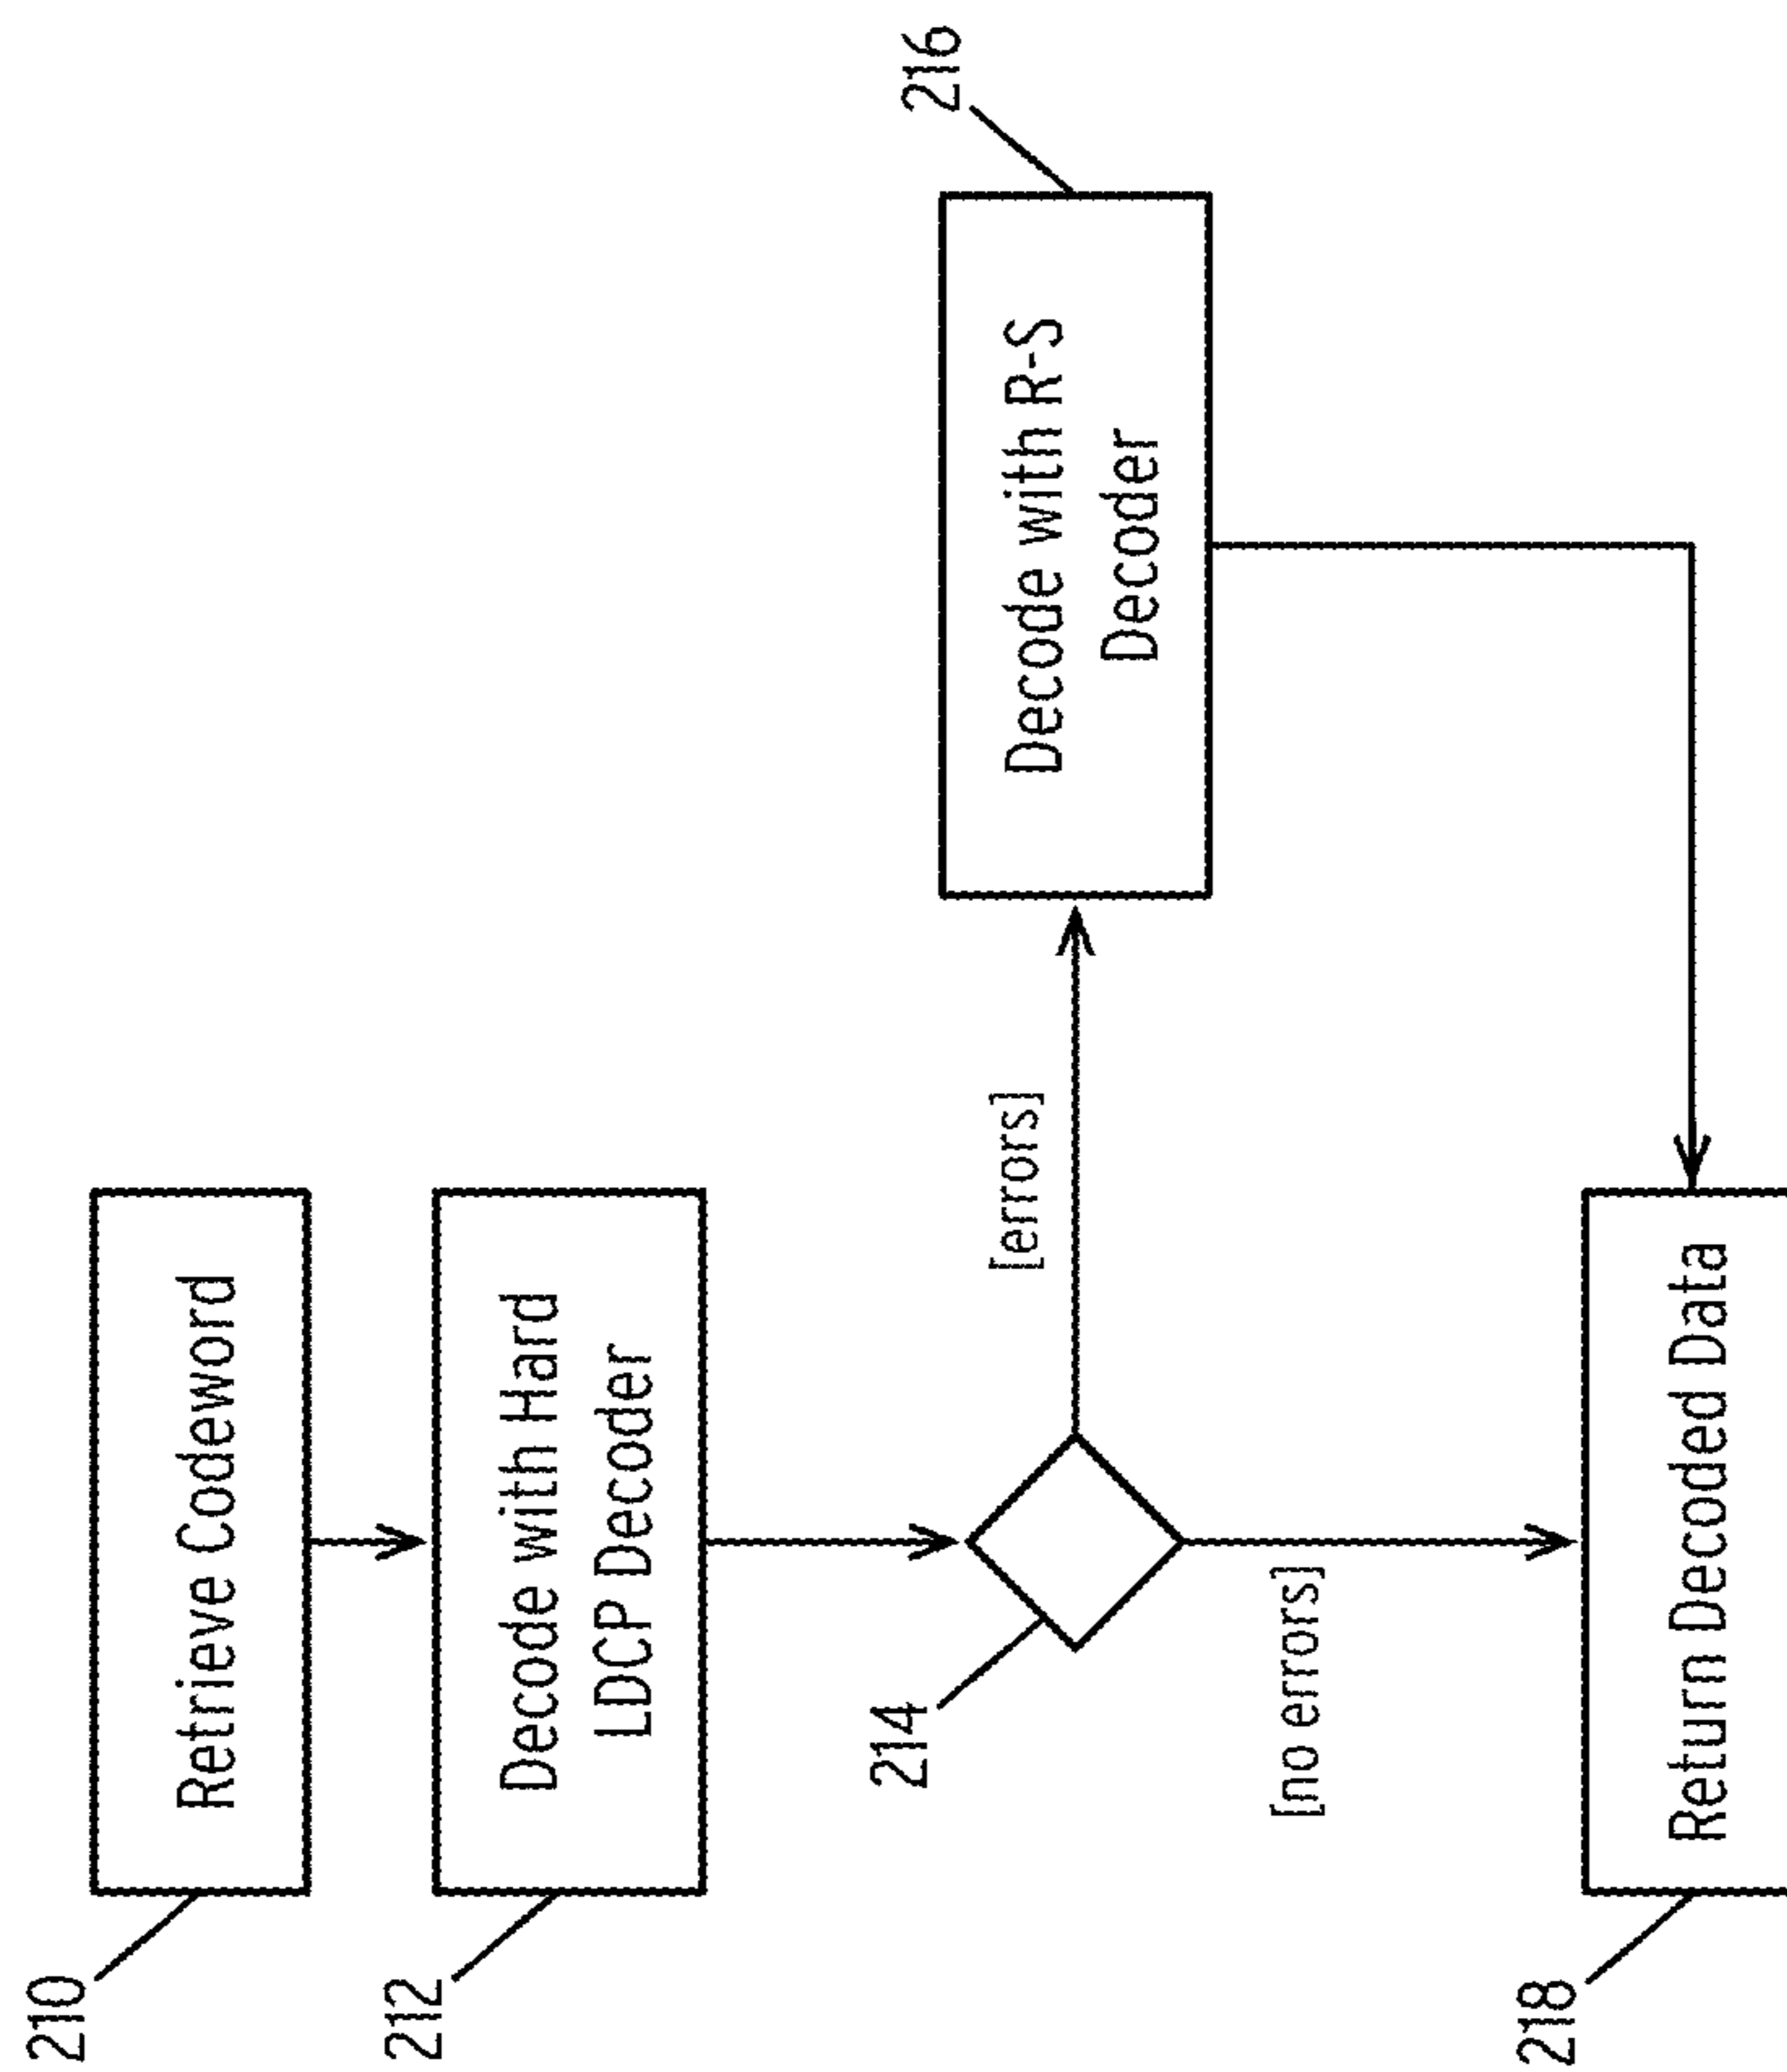 210
Retrieve Codeword
212
Decode with Hard
LDCP Decoder
214
[errors]
216
Decode with R-S
Decoder
[no errors]
218
Return Decoded Data